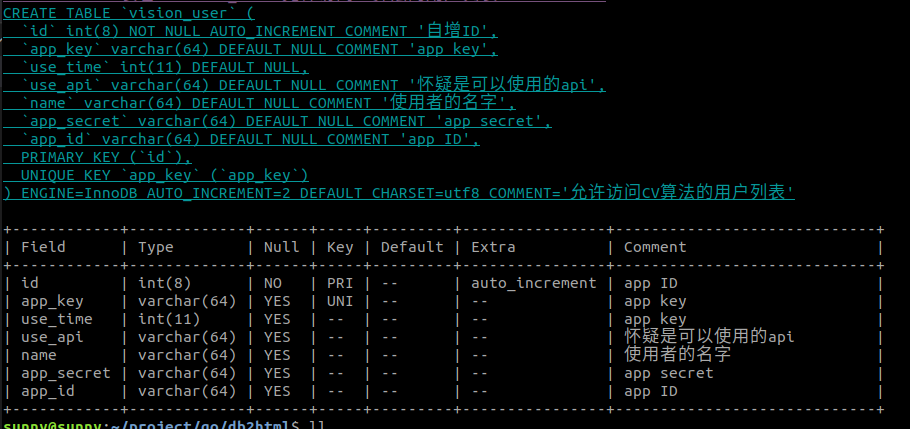 CREATE TABLE `vision_user` (
  `id` int(8) NOT NULL AUTO_INCREMENT COMMENT '自增ID',
  `app_key` varchar(64) DEFAULT NULL COMMENT 'app key',
  `use_time` int(11) DEFAULT NULL,
  `use_api` varchar(64) DEFAULT NULL COMMENT '怀疑是可以使用的api',
  `name` varchar(64) DEFAULT NULL COMMENT '使用者的名字',
  `app_secret` varchar(64) DEFAULT NULL COMMENT 'app secret',
  `app_id` varchar(64) DEFAULT NULL COMMENT 'app ID',
  PRIMARY KEY (`id`),
  UNIQUE KEY `app_key` (`app_key`)
) ENGINE=InnoDB AUTO_INCREMENT=2 DEFAULT CHARSET=utf8 COMMENT='允许访问CV算法的用户列表'
+------------+-------------+------+-----+---------+----------------+----------------------------+
| Field      | Type        | Null | Key | Default | Extra          | Comment                    |
+------------+-------------+------+-----+---------+----------------+----------------------------+
| id         | int(8)      | NO   | PRI | --      | auto_increment | app ID                     |
| app_key    | varchar(64) | YES  | UNI | --      | --             | app key                    |
| use_time   | int(11)     | YES  | --  | --      | --             | app key                    |
| use_api    | varchar(64) | YES  | --  | --      | --             | 怀疑是可以使用的api         |
| name       | varchar(64) | YES  | --  | --      | --             | 使用者的名字                |
| app_secret | varchar(64) | YES  | --  | --      | --             | app secret                 |
| app_id     | varchar(64) | YES  | --  | --      | --             | app ID                     |
+------------+-------------+------+-----+---------+----------------+----------------------------+
sunny@sunny:~/project/go/db2html$ ll